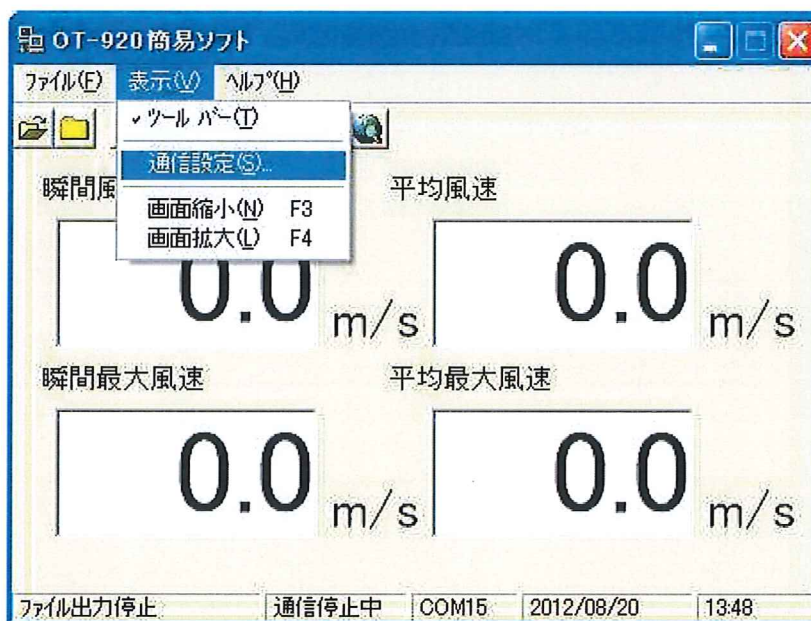 OT-920簡易ソフト
ファイル(F) 表示(V) ヘルプ(H)
✓ツール バー(T)
通信設定(S)...
画面縮小(N) F3
画面拡大(L) F4
瞬間風
平均風速
0.0 m/s
0.0 m/s
瞬間最大風速
平均最大風速
0.0 m/s
0.0 m/s
ファイル出力停止 通信停止中 COM15 2012/08/20 13:48